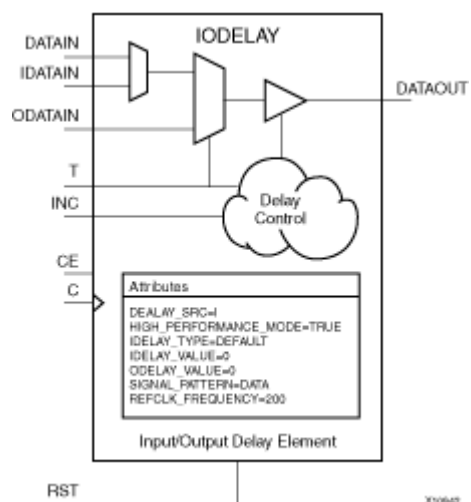 IODELAY
DATAIN
IDATAIN
ODATAIN
DATAOUT
T
INC
Delay
Control
CE
C
Attributes
DEALAY_SRC=I
HIGH_PERFORMANCE_MODE=TRUE
IDELAY_TYPE=DEFAULT
IDELAY_VALUE=0
ODELAY_VALUE=0
SIGNAL_PATTERN=DATA
REFCLK_FREQUENCY=200
Input/Output Delay Element
RST